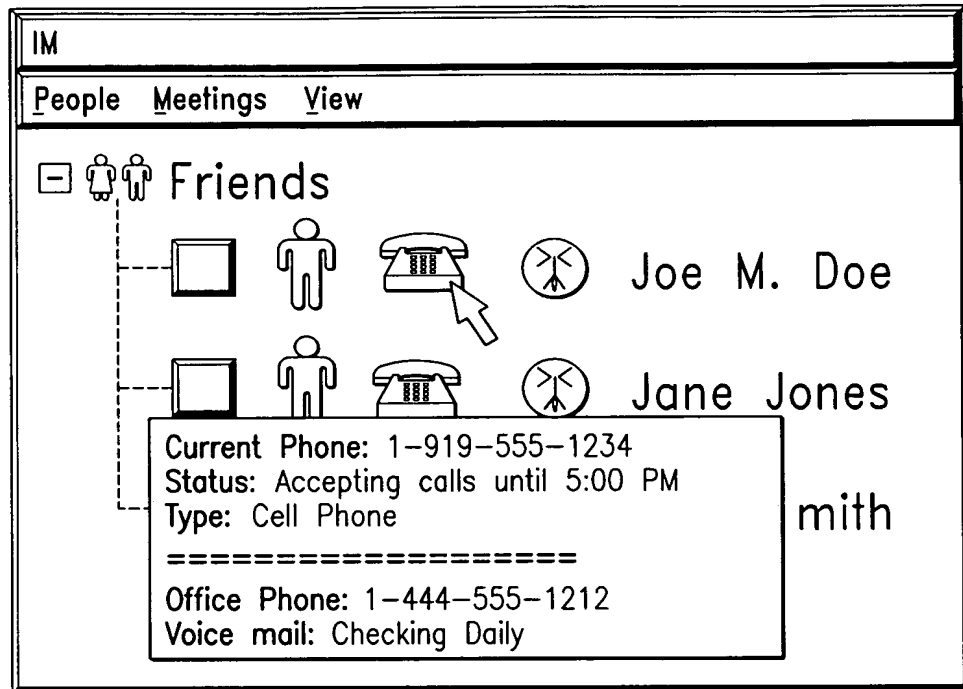 IM
People Meetings View
Friends
Joe M. Doe
Jane Jones
Current Phone: 1-919-555-1234
Status: Accepting calls until 5:00 PM
Type: Cell Phone
mith
===================
Office Phone: 1-444-555-1212
Voice mail: Checking Daily